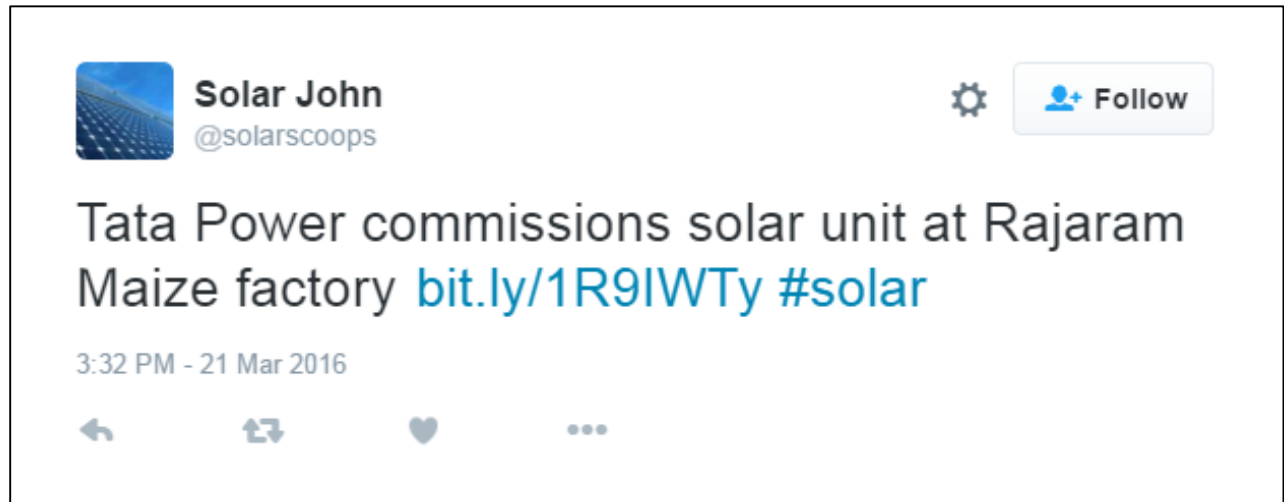 Solar John
Follow
@solarscoops
Tata Power commissions solar unit at Rajaram
Maize factory bit.ly/1R9IWTy #solar
3:32 PM - 21 Mar 2016